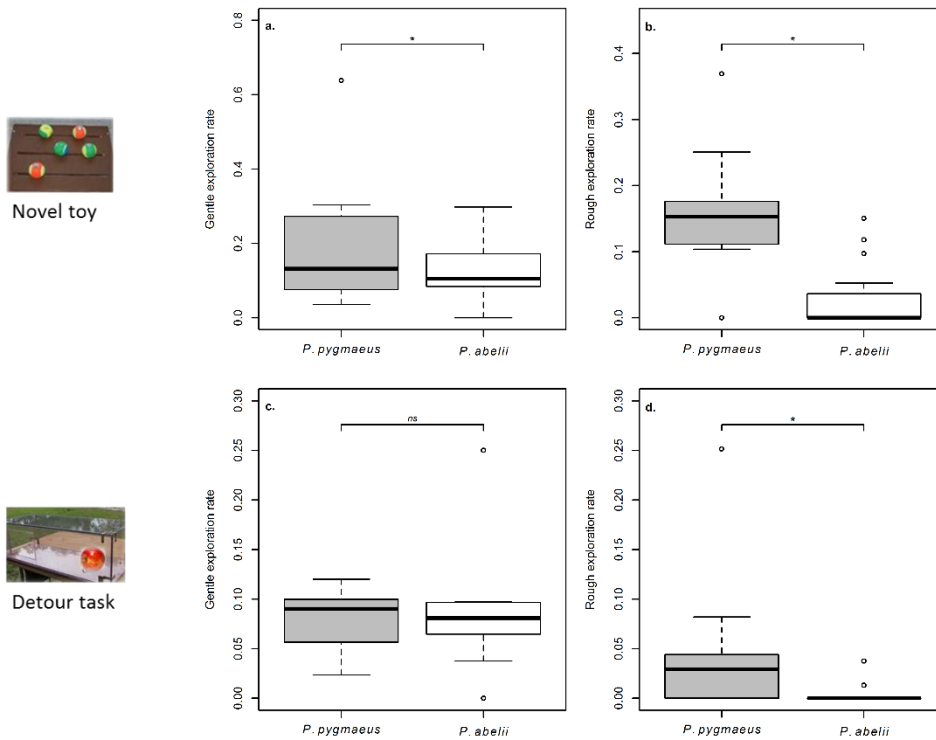 a.
*
Gentle exploration rate
0.8
0.6
0.4
0.2
0.0
P. pygmaeus
P. abelii
b.
*
Rough exploration rate
0.4
0.3
0.2
0.1
0.0
P. pygmaeus
P. abelii
Novel toy
c.
ns
Gentle exploration rate
0.30
0.25
0.20
0.15
0.10
0.05
0.00
P. pygmaeus
P. abelii
d.
*
Rough exploration rate
0.30
0.25
0.20
0.15
0.10
0.05
0.00
P. pygmaeus
P. abelii
Detour task